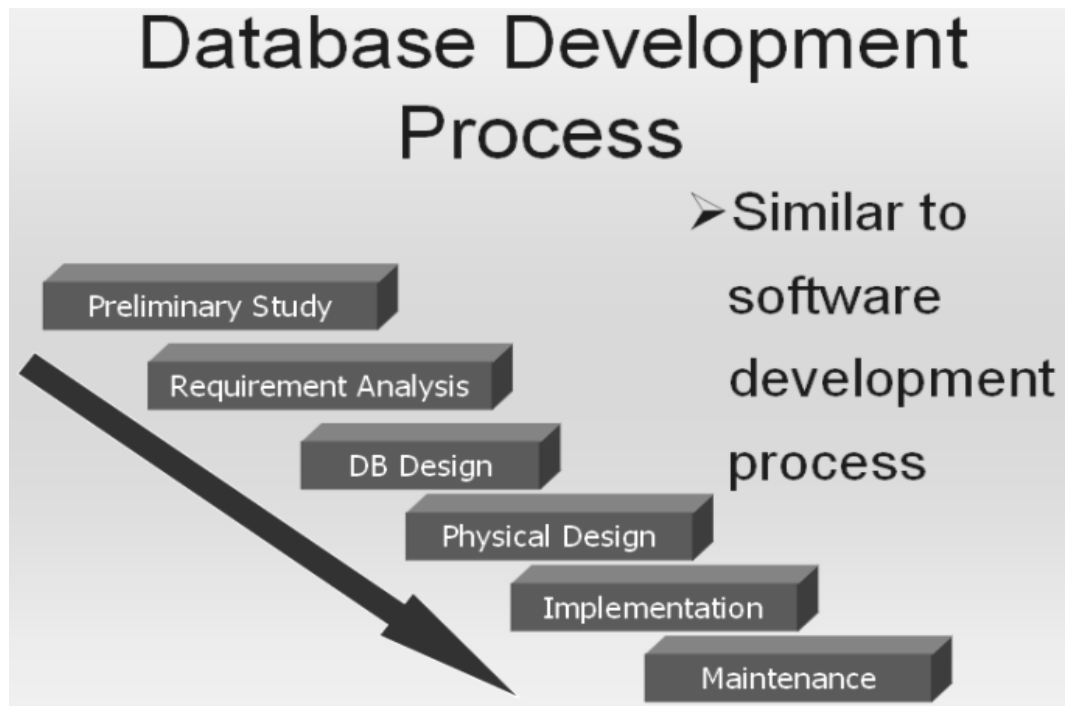 Database Development
Process
➢Similar to
software
development
process
Preliminary Study
Requirement Analysis
DB Design
Physical Design
Implementation
Maintenance